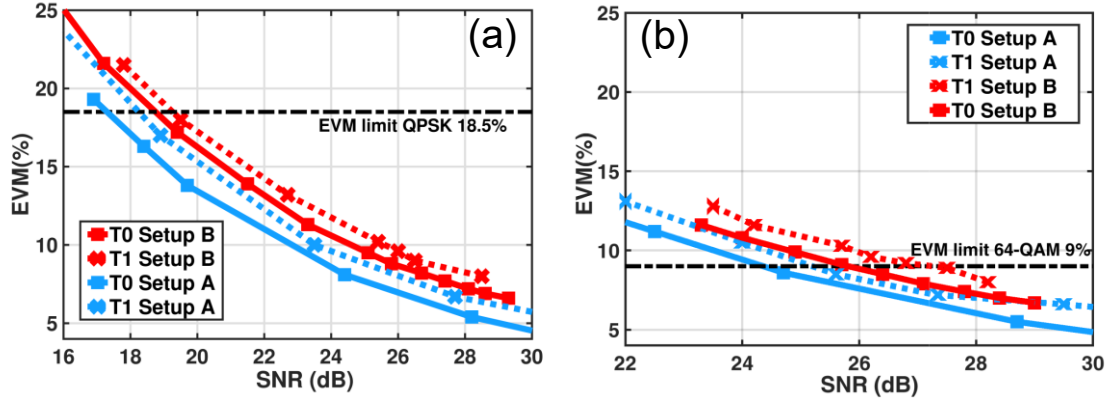 (a)
EVM(%)
25
20
15
10
5
EVM limit QPSK 18.5%
T0 Setup B
T1 Setup B
T0 Setup A
T1 Setup A
16 18 20 22 24 26 28 30
SNR (dB)
(b)
EVM(%)
25
20
15
10
5
T0 Setup A
T1 Setup A
T1 Setup B
T0 Setup B
EVM limit 64-QAM 9%
22 24 26 28 30
SNR (dB)